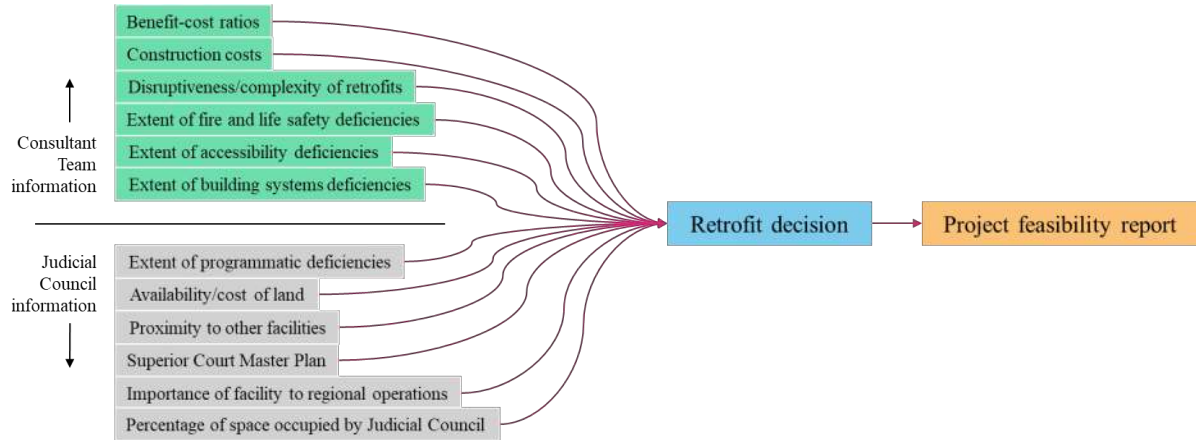 Benefit-cost ratios
Construction costs
Disruptiveness/complexity of retrofits
Extent of fire and life safety deficiencies
Extent of accessibility deficiencies
Extent of building systems deficiencies
Consultant
Team
information
Judicial
Council
information
Extent of programmatic deficiencies
Availability/cost of land
Proximity to other facilities
Superior Court Master Plan
Importance of facility to regional operations
Percentage of space occupied by Judicial Council
Retrofit decision
Project feasibility report